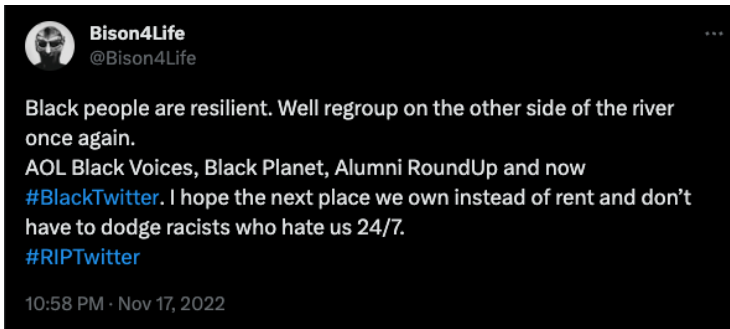 Bison4Life
@Bison4Life
Black people are resilient. Well regroup on the other side of the river
once again.
AOL Black Voices, Black Planet, Alumni RoundUp and now
#BlackTwitter. I hope the next place we own instead of rent and don’t
have to dodge racists who hate us 24/7.
#RIPTwitter
10:58 PM · Nov 17, 2022